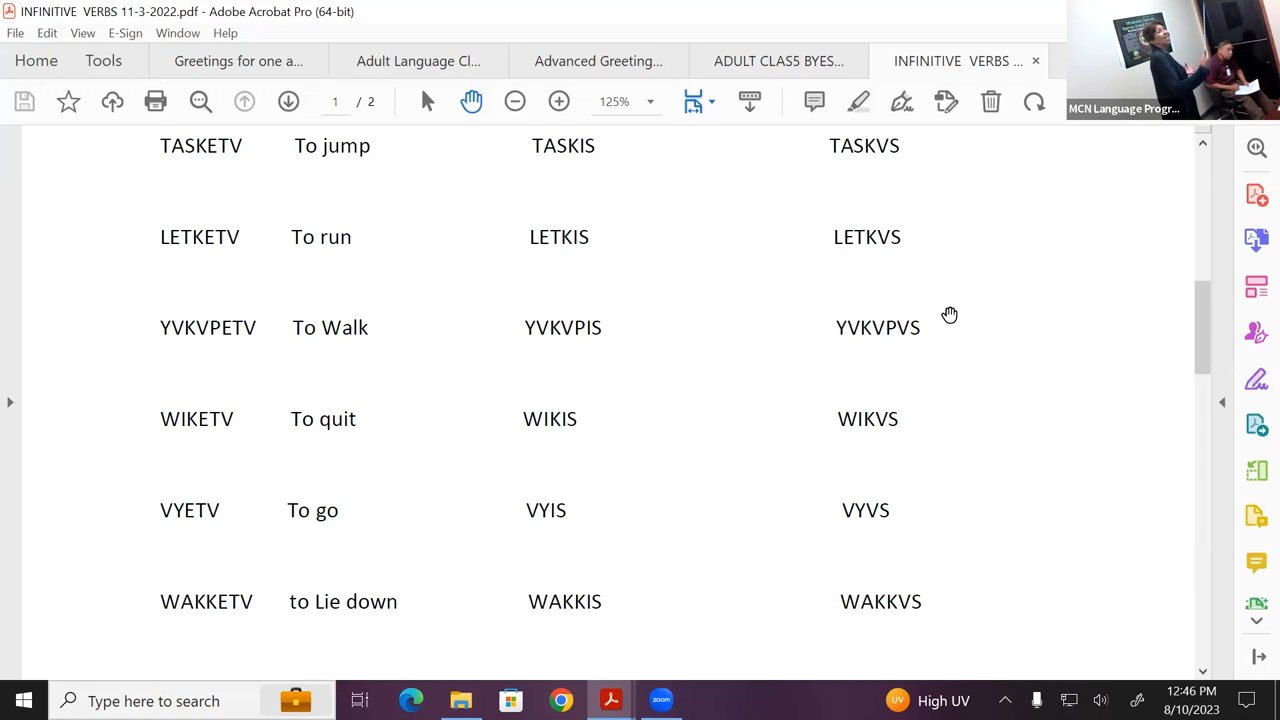 INFINITIVE  VERBS 11-3-2022.pdf - Adobe Acrobat Pro (64-bit)
File Edit View E-Sign Window Help
Home Tools Greetings for one a... Adult Language Cl... Advanced Greeting... ADULT CLAS5 BYES... INFINITIVE  VERBS ... ×
1 / 2 125%
MCN Language Progr...
TASKETV To jump TASKIS TASKVS
LETKETV To run LETKIS LETKVS
YVKVPETV To Walk YVKVPIS YVKVPVS
WIKETV To quit WIKIS WIKVS
VYETV To go VYIS VYVS
WAKKETV to Lie down WAKKIS WAKKVS
Type here to search zoom UV High UV 12:46 PM
8/10/2023